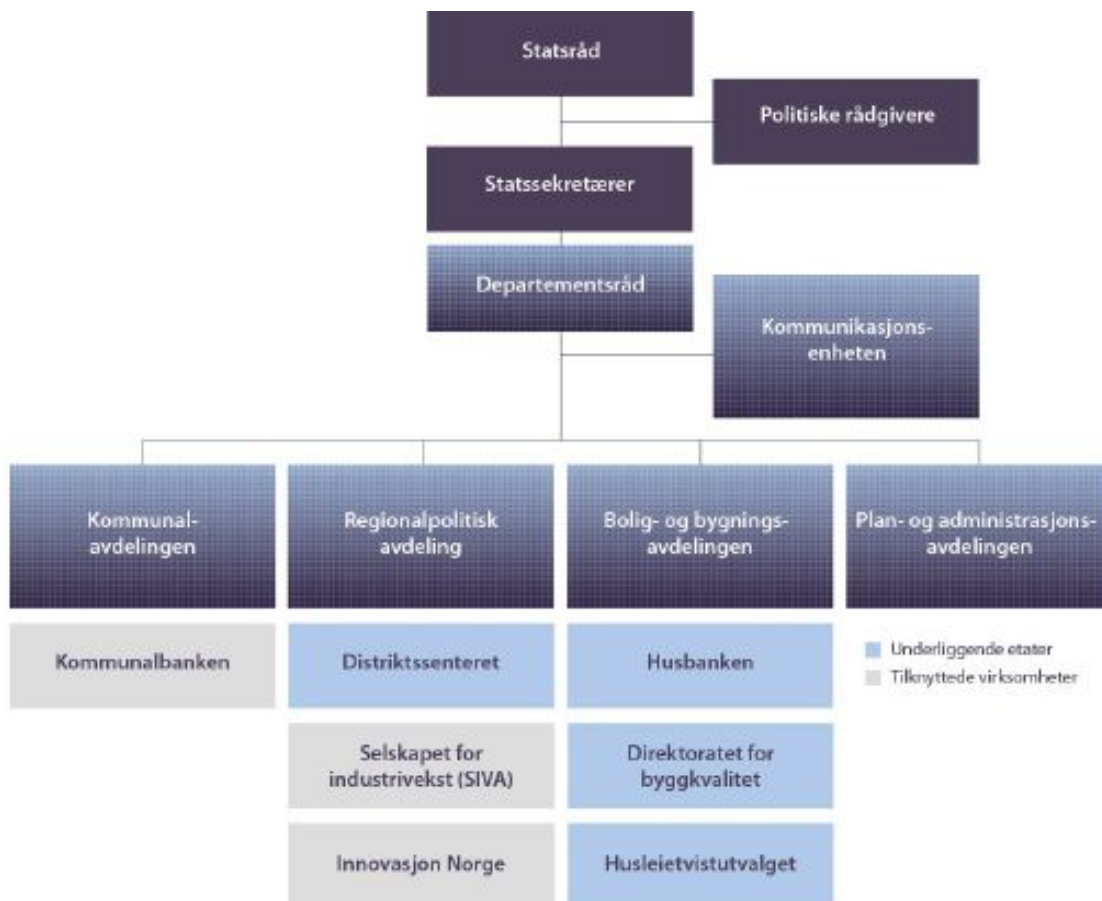 Statsråd
Politiske rådgivere
Statssekretærer
Departementsråd
Kommunikasjons-
enheten
Kommunal-
avdelingen
Regionalpolitisk
avdeling
Bolig- og bygnings-
avdelingen
Plan- og administrasjons-
avdelingen
Kommunalbanken
Distriktssenteret
Husbanken
Underliggende etater
Tilknyttede virksomheter
Selskapet for
industrivekst (SIVA)
Direktoratet for
byggkvalitet
Innovasjon Norge
Husleietvistutvalget